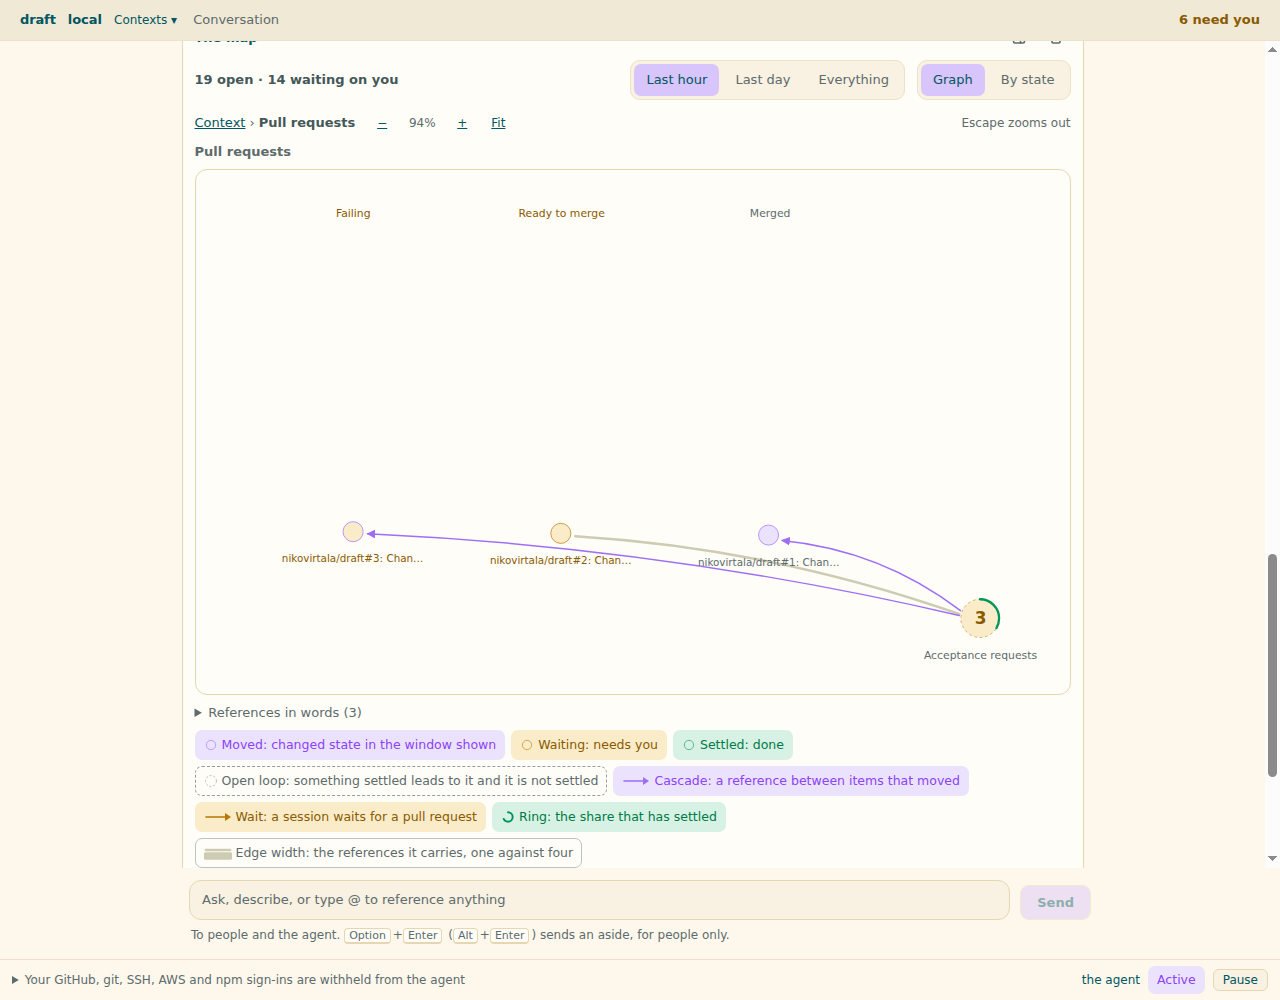 draft local Contexts ▾ Conversation 6 need you
The map
19 open · 14 waiting on you Last hour Last day Everything Graph By state
Context › Pull requests − 94% + Fit Escape zooms out
Pull requests
Failing Ready to merge Merged
nikovirtala/draft#3: Chan… nikovirtala/draft#2: Chan… nikovirtala/draft#1: Chan…
3
Acceptance requests
References in words (3)
Moved: changed state in the window shown Waiting: needs you Settled: done
Open loop: something settled leads to it and it is not settled Cascade: a reference between items that moved
Wait: a session waits for a pull request Ring: the share that has settled
Edge width: the references it carries, one against four
Ask, describe, or type @ to reference anything Send
To people and the agent. Option+Enter (Alt+Enter) sends an aside, for people only.
Your GitHub, git, SSH, AWS and npm sign-ins are withheld from the agent the agent Active Pause